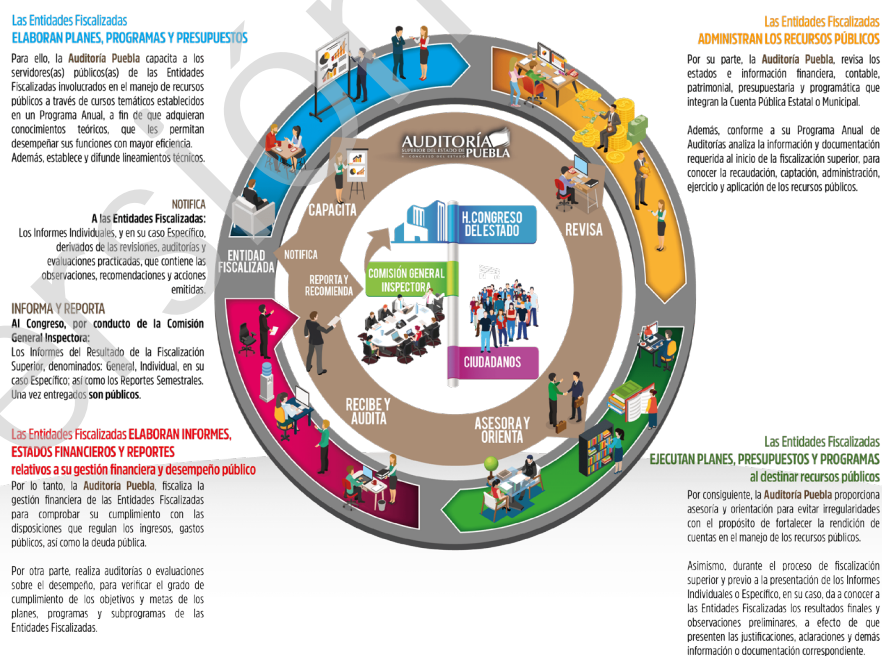 Las Entidades Fiscalizadas
ELABORAN PLANES, PROGRAMAS Y PRESUPUESTOS
Para ello, la Auditoría Puebla capacita a los
servidores(as) públicos(as) de las Entidades
Fiscalizadas involucrados en el manejo de recursos
públicos a través de cursos temáticos establecidos
en un Programa Anual, a fin de que adquieran
conocimientos teóricos, que les permitan
desempeñar sus funciones con mayor eficiencia.
Además, establece y difunde lineamientos técnicos.
NOTIFICA
A las Entidades Fiscalizadas:
Los Informes Individuales, y en su caso Específico,
derivados de las revisiones, auditorías y
evaluaciones practicadas, que contiene las
observaciones, recomendaciones y acciones
emitidas.
INFORMA Y REPORTA
Al Congreso, por conducto de la Comisión
General Inspectora:
Los Informes del Resultado de la Fiscalización
Superior, denominados: General, Individual, en su
caso Específico; así como los Reportes Semestrales.
Una vez entregados son públicos.
Las Entidades Fiscalizadas ELABORAN INFORMES,
ESTADOS FINANCIEROS Y REPORTES
relativos a su gestión financiera y desempeño público
Por lo tanto, la Auditoría Puebla, fiscaliza la
gestión financiera de las Entidades Fiscalizadas
para comprobar su cumplimiento con las
disposiciones que regulan los ingresos, gastos
públicos, así como la deuda pública.
Por otra parte, realiza auditorías o evaluaciones
sobre el desempeño, para verificar el grado de
cumplimiento de los objetivos y metas de los
planes, programas y subprogramas de las
Entidades Fiscalizadas.
AUDITORÍA
SUPERIOR DEL ESTADO DE PUEBLA
H. CONGRESO DEL ESTADO
CAPACITA
REVISA
H. CONGRESO
DEL ESTADO
ENTIDAD
FISCALIZADA
NOTIFICA
REPORTA Y
RECOMIENDA
COMISIÓN GENERAL
INSPECTORA
CIUDADANOS
RECIBE Y
AUDITA
ASESORA Y
ORIENTA
Las Entidades Fiscalizadas
ADMINISTRAN LOS RECURSOS PÚBLICOS
Por su parte, la Auditoría Puebla, revisa los
estados e información financiera, contable,
patrimonial, presupuestaria y programática que
integran la Cuenta Pública Estatal o Municipal.
Además, conforme a su Programa Anual de
Auditorías analiza la información y documentación
requerida al inicio de la fiscalización superior, para
conocer la recaudación, captación, administración,
ejercicio y aplicación de los recursos públicos.
Las Entidades Fiscalizadas
EJECUTAN PLANES, PRESUPUESTOS Y PROGRAMAS
al destinar recursos públicos
Por consiguiente, la Auditoría Puebla proporciona
asesoría y orientación para evitar irregularidades
con el propósito de fortalecer la rendición de
cuentas en el manejo de los recursos públicos.
Asimismo, durante el proceso de fiscalización
superior y previo a la presentación de los Informes
Individuales o Específico, en su caso, da a conocer a
las Entidades Fiscalizadas los resultados finales y
observaciones preliminares, a efecto de que
presenten las justificaciones, aclaraciones y demás
información o documentación correspondiente.